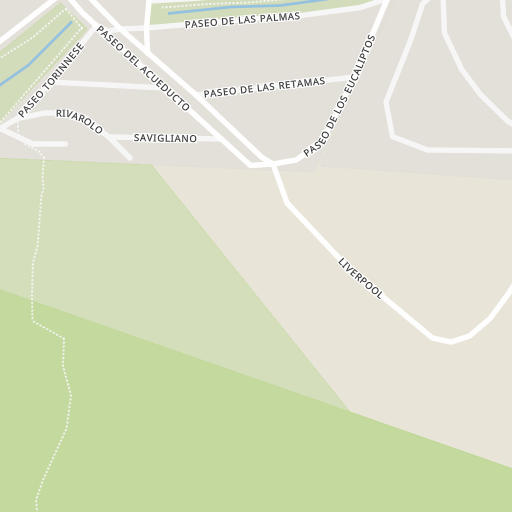 PASEO DE LAS PALMAS
PASEO DEL ACUEDUCTO
PASEO TORINNESE
PASEO DE LOS EUCALIPTOS
PASEO DE LAS RETAMAS
RIVAROLO
SAVIGLIANO
LIVERPOOL